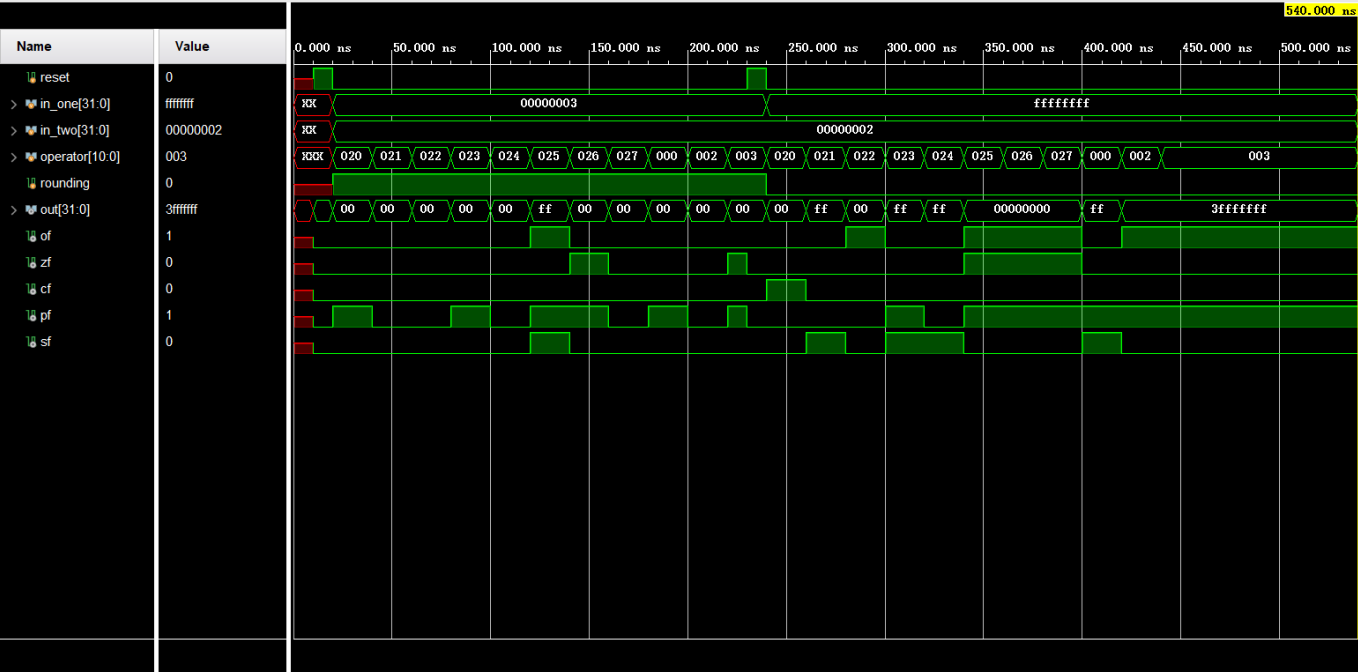 540.000 ns
Name Value
0.000 ns 50.000 ns 100.000 ns 150.000 ns 200.000 ns 250.000 ns 300.000 ns 350.000 ns 400.000 ns 450.000 ns 500.000 ns
reset 0
in_one[31:0] ffffffff XX 00000003 ffffffff
in_two[31:0] 00000002 XX 00000002
operator[10:0] 003 XXX 020 021 022 023 024 025 026 027 000 002 003 020 021 022 023 024 025 026 027 000 002 003
rounding 0
out[31:0] 3fffffff 00 00 00 00 00 ff 00 00 00 00 00 00 ff 00 ff ff 00000000 ff 3fffffff
of 1
zf 0
cf 0
pf 1
sf 0